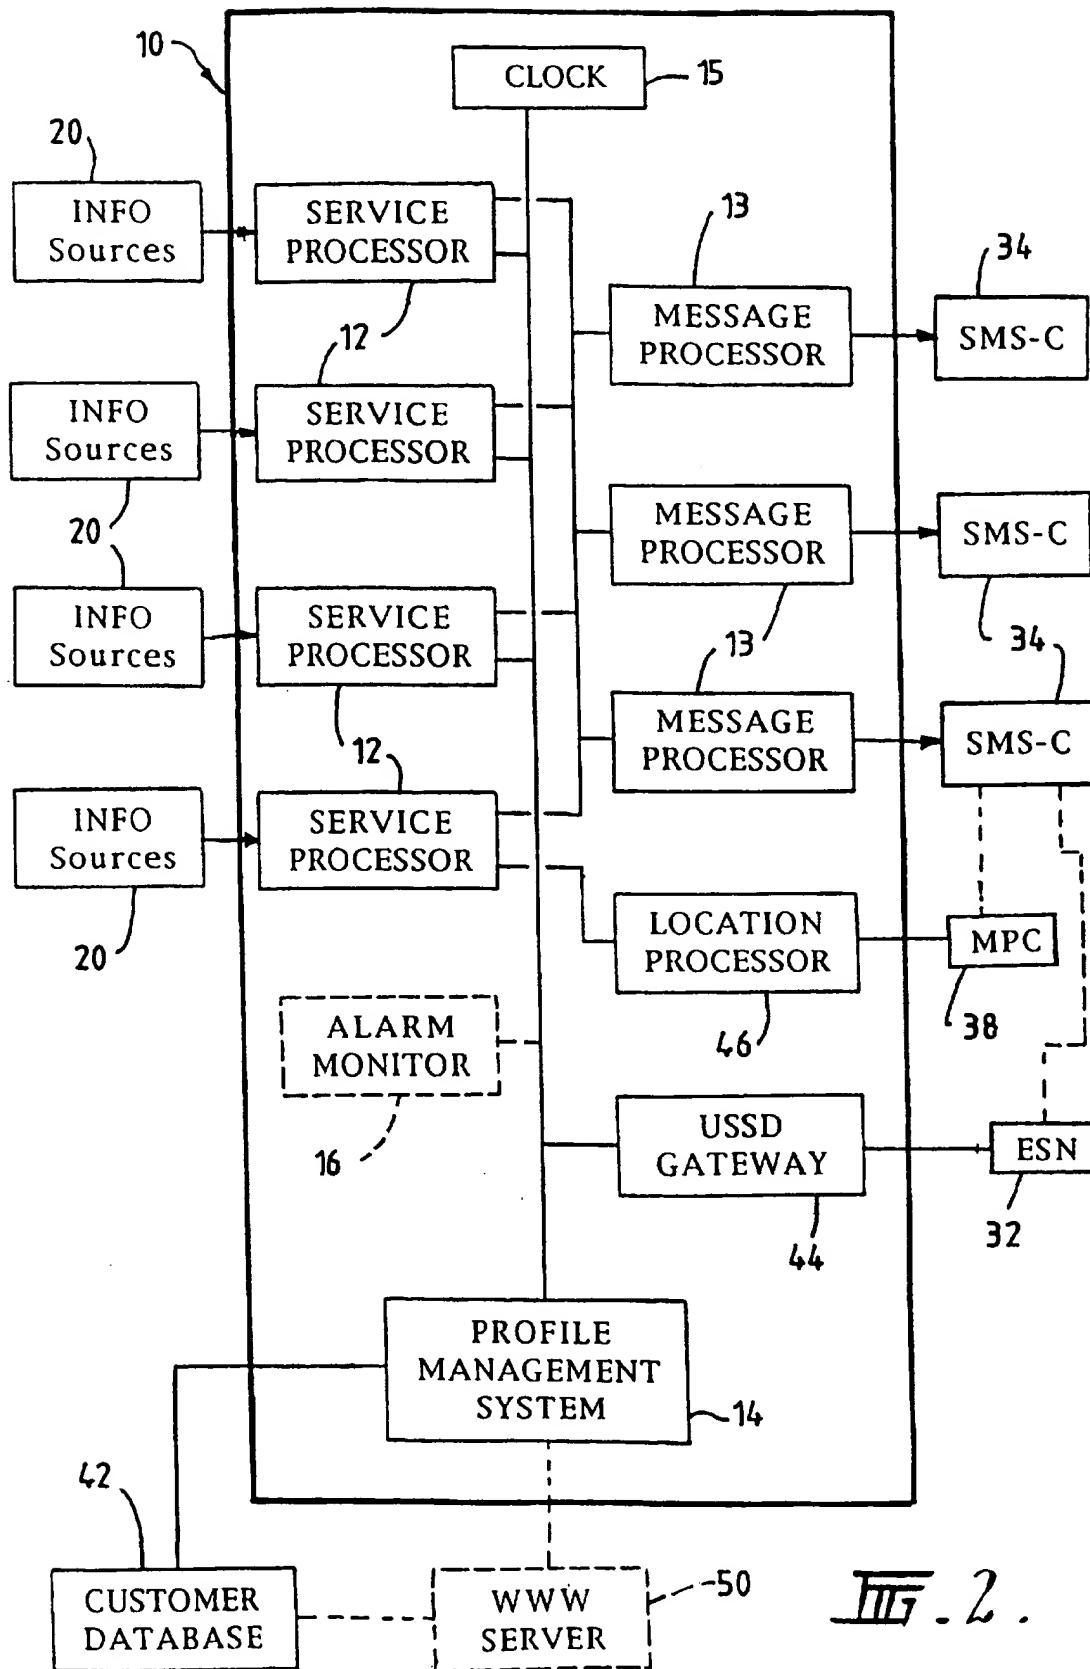 10
CLOCK
15
20
INFO
Sources
SERVICE
PROCESSOR
13
34
MESSAGE
PROCESSOR
SMS-C
12
INFO
Sources
SERVICE
PROCESSOR
20
MESSAGE
PROCESSOR
SMS-C
INFO
Sources
SERVICE
PROCESSOR
13
34
12
MESSAGE
PROCESSOR
SMS-C
INFO
Sources
SERVICE
PROCESSOR
20
LOCATION
PROCESSOR
MPC
46
38
ALARM
MONITOR
16
USSD
GATEWAY
ESN
44
32
PROFILE
MANAGEMENT
SYSTEM
14
42
CUSTOMER
DATABASE
WWW
SERVER
50
FIG. 2.